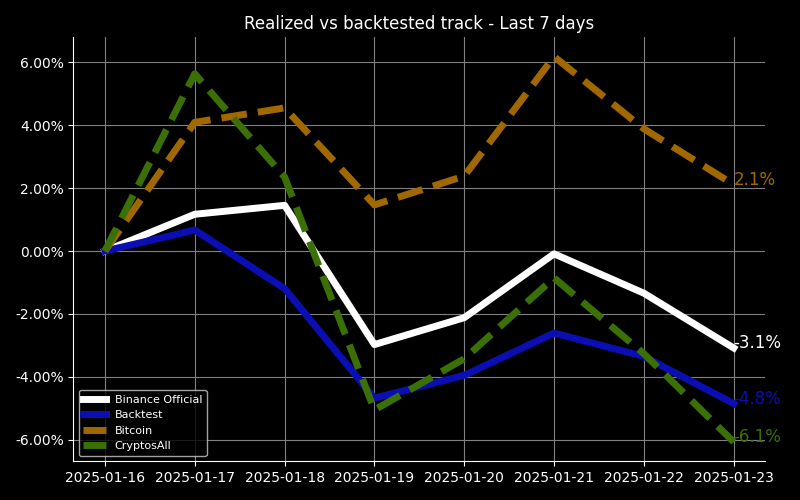 Realized vs backtested track - Last 7 days
6.00%
4.00%
2.00%
0.00%
-2.00%
-4.00%
-6.00%
2.1%
-3.1%
-4.8%
-6.1%
Binance Official
Backtest
Bitcoin
CryptosAll
2025-01-16 2025-01-17 2025-01-18 2025-01-19 2025-01-20 2025-01-21 2025-01-22 2025-01-23